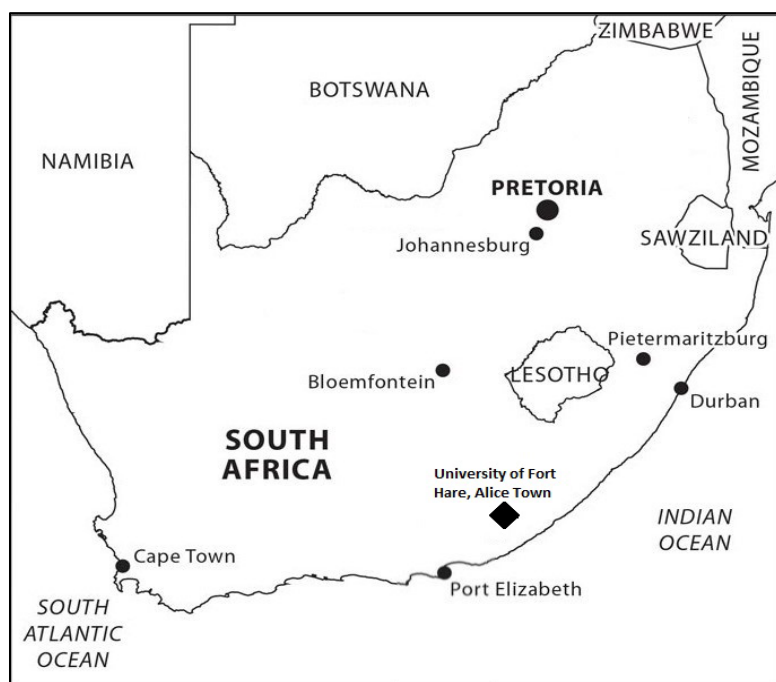 ZIMBABWE
MOZAMBIQUE
BOTSWANA
NAMIBIA
PRETORIA
Johannesburg
SAWZILAND
Pietermaritzburg
Bloemfontein
LESOTHO
Durban
SOUTH
AFRICA
University of Fort
Hare, Alice Town
INDIAN
OCEAN
Cape Town
Port Elizabeth
SOUTH
ATLANTIC
OCEAN